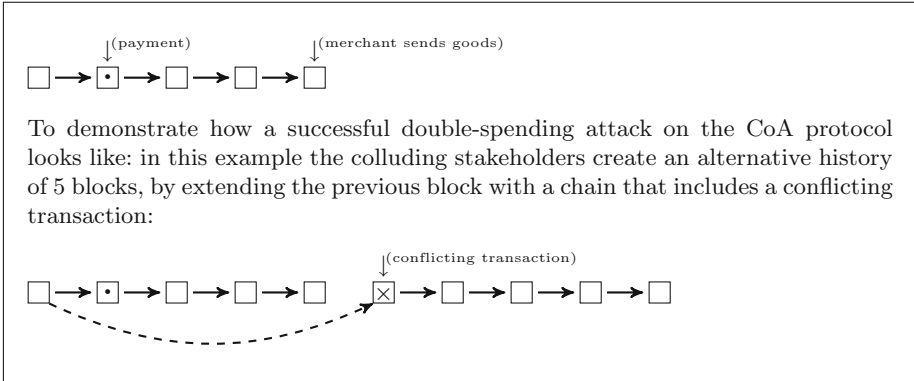 (payment) (merchant sends goods)
To demonstrate how a successful double-spending attack on the CoA protocol
looks like: in this example the colluding stakeholders create an alternative history
of 5 blocks, by extending the previous block with a chain that includes a conflicting
transaction:
(conflicting transaction)